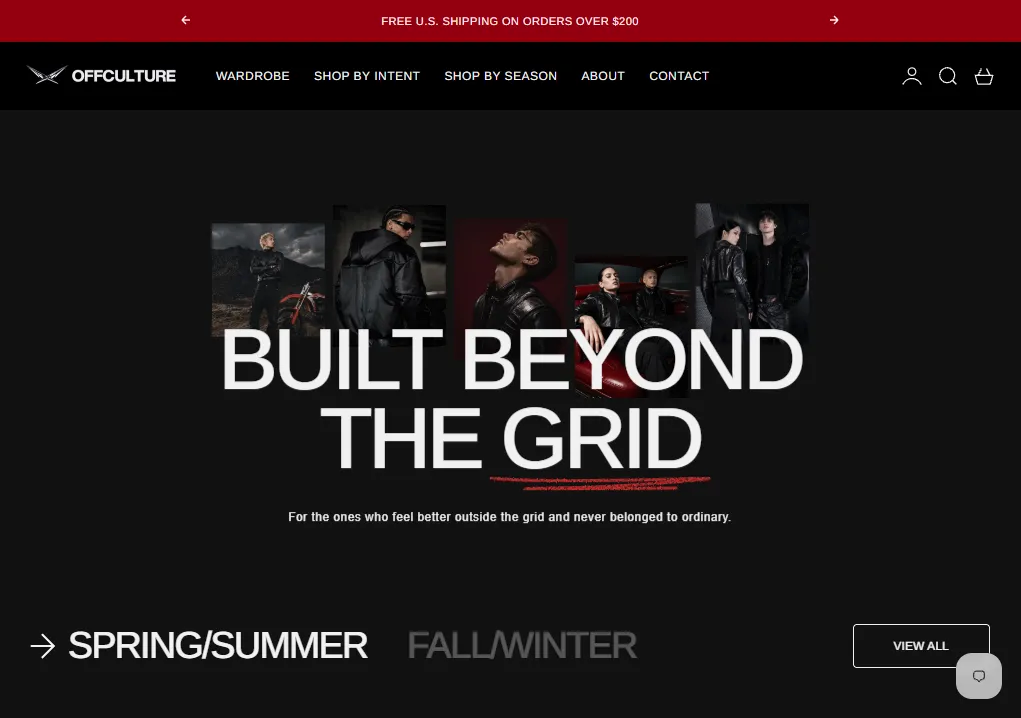 FREE U.S. SHIPPING ON ORDERS OVER $200
OFFCULTURE
WARDROBE
SHOP BY INTENT
SHOP BY SEASON
ABOUT
CONTACT
BUILT BEYOND
THE GRID
For the ones who feel better outside the grid and never belonged to ordinary.
SPRING/SUMMER
FALL/WINTER
VIEW ALL